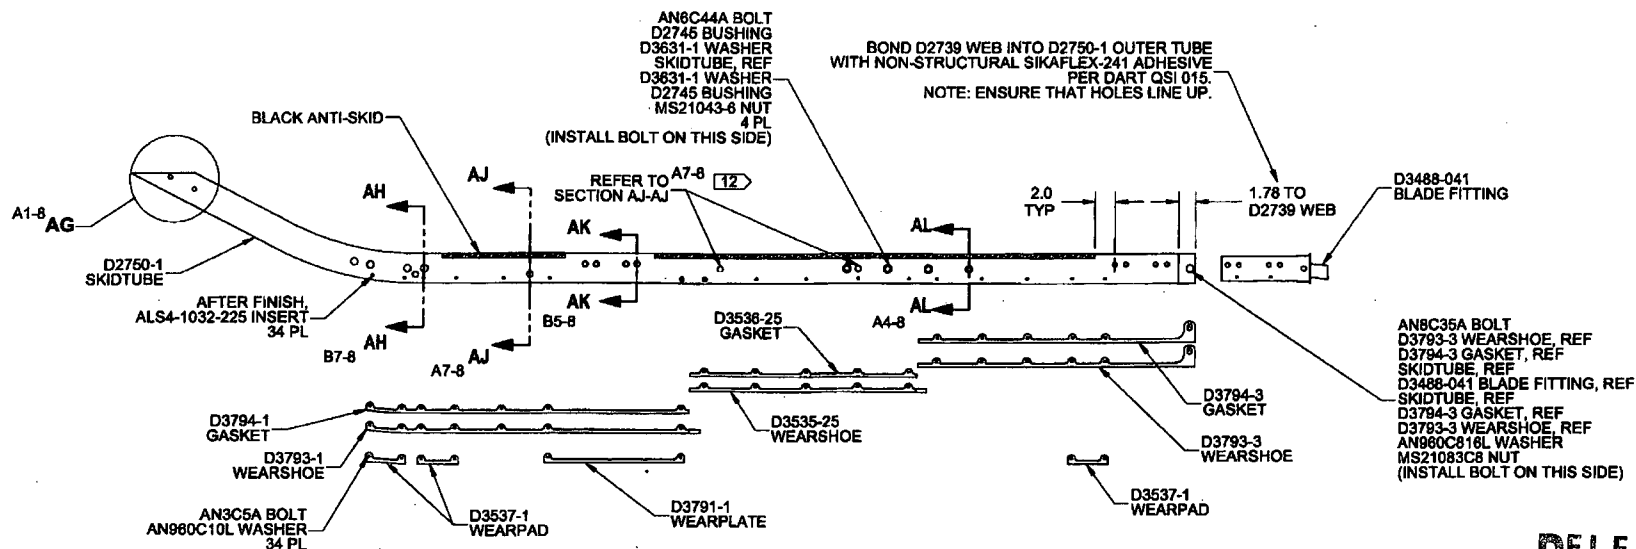 AN6C44A BOLT
D2745 BUSHING
D3631-1 WASHER
SKIDTUBE, REF
D3631-1 WASHER
D2745 BUSHING
MS21043-6 NUT
4 PL
(INSTALL BOLT ON THIS SIDE)
BOND D2739 WEB INTO D2750-1 OUTER TUBE
WITH NON-STRUCTURAL SIKAFLEX-241 ADHESIVE
PER DART QSI 015.
NOTE: ENSURE THAT HOLES LINE UP.
BLACK ANTI-SKID
A1-8
AG
D2750-1
SKIDTUBE
AFTER FINISH,
ALS4-1032-225 INSERT
34 PL
AH
AH
B7-8
AJ
AJ
A7-8
REFER TO
SECTION AJ-AJ
A7-8
12
AK
AK
B5-8
AL
AL
A4-8
2.0
TYP
1.78 TO
D2739 WEB
D3488-041
BLADE FITTING
D3536-25
GASKET
D3535-25
WEARSHOE
D3794-3
GASKET
D3793-3
WEARSHOE
D3537-1
WEARPAD
AN8C35A BOLT
D3793-3 WEARSHOE, REF
D3794-3 GASKET, REF
SKIDTUBE, REF
D3488-041 BLADE FITTING, REF
SKIDTUBE, REF
D3794-3 GASKET, REF
D3793-3 WEARSHOE, REF
AN960C816L WASHER
MS21083C8 NUT
(INSTALL BOLT ON THIS SIDE)
D3794-1
GASKET
D3793-1
WEARSHOE
AN3C5A BOLT
AN960C10L WASHER
34 PL
D3537-1
WEARPAD
D3791-1
WEARPLATE